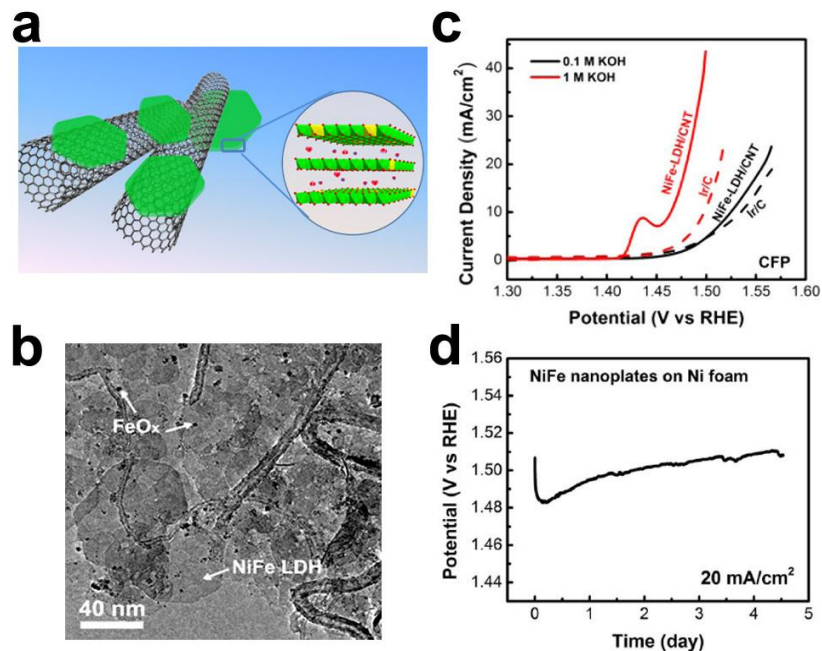 a
b
FeOx
NiFe LDH
40 nm
c
Current Density (mA/cm²)
40
30
20
10
0
0.1 M KOH
1 M KOH
NiFe-LDH/CNT
Ir/C
NiFe-LDH/CNT
Ir/C
CFP
1.30
1.40
1.45
1.50
1.55
1.60
Potential (V vs RHE)
d
Potential (V vs RHE)
1.56
1.54
1.52
1.50
1.48
1.46
1.44
NiFe nanoplates on Ni foam
20 mA/cm²
0
1
2
3
4
5
Time (day)